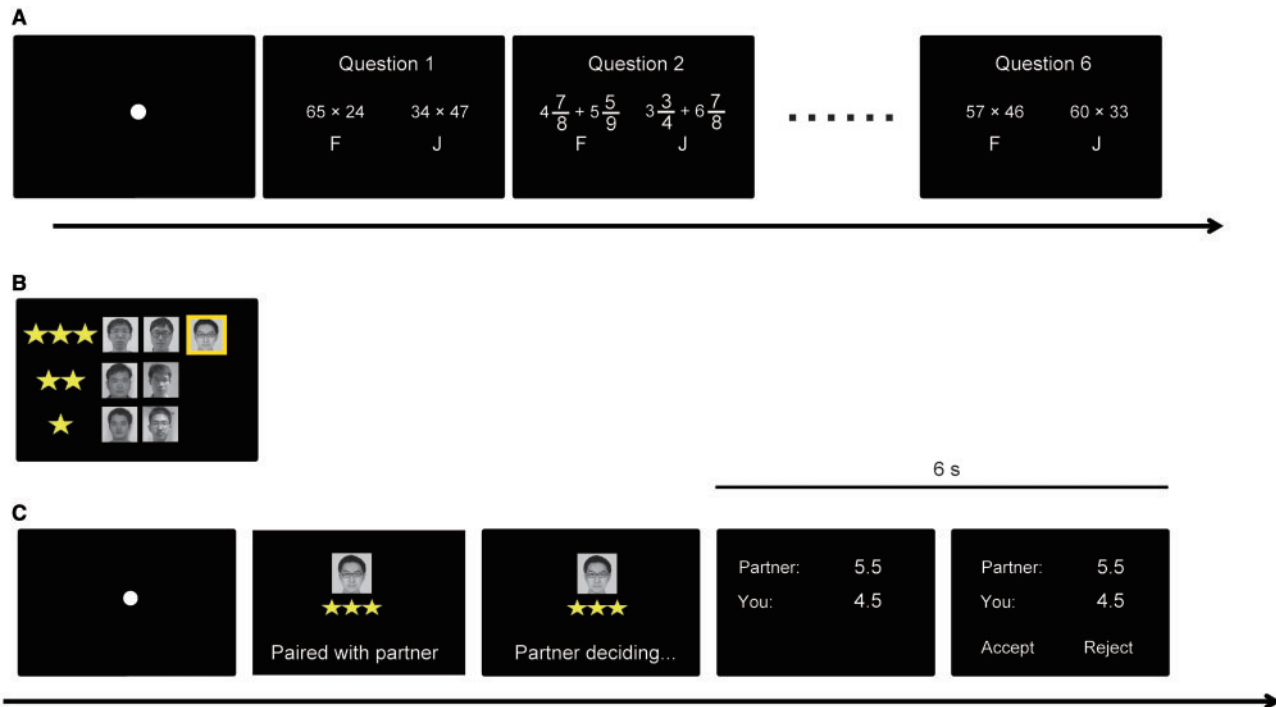 A
Question 1
65 × 24 34 × 47
F J
Question 2
4 7/8 + 5 5/9 3 3/4 + 6 7/8
F J
Question 6
57 × 46 60 × 33
F J
B
6 s
C
Paired with partner
Partner deciding...
Partner: 5.5
You: 4.5
Partner: 5.5
You: 4.5
Accept Reject